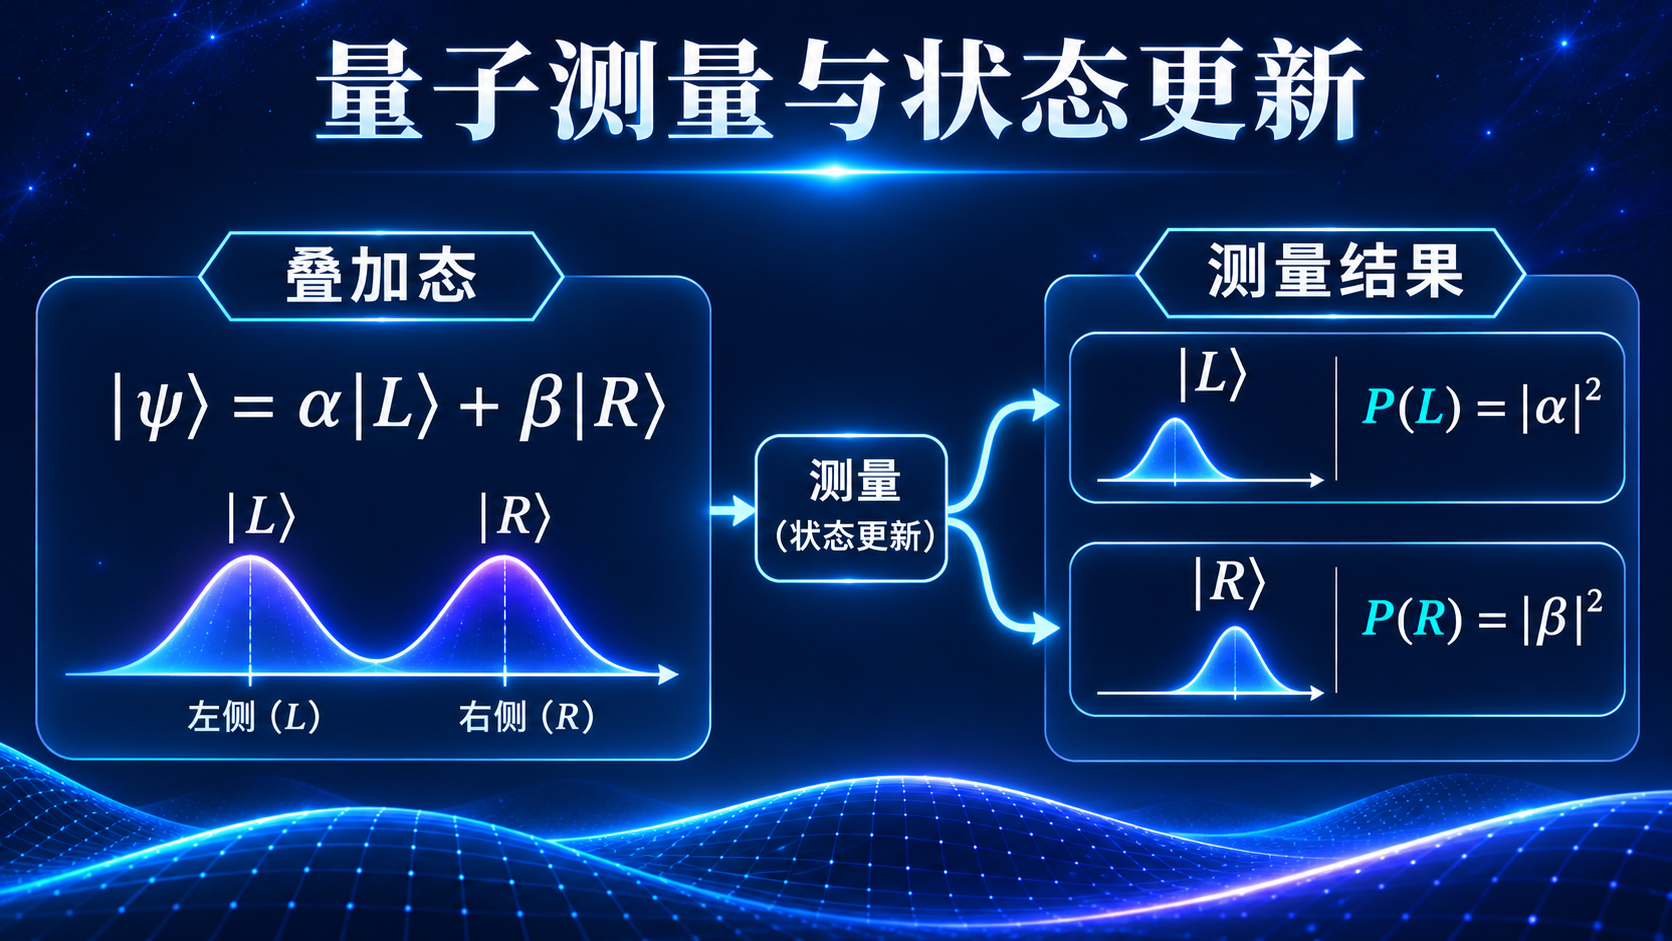 量子测量与状态更新
叠加态
|ψ⟩ = α|L⟩ + β|R⟩
|L⟩
|R⟩
左侧（L）
右侧（R）
测量
（状态更新）
测量结果
|L⟩
P(L) = |α|²
|R⟩
P(R) = |β|²